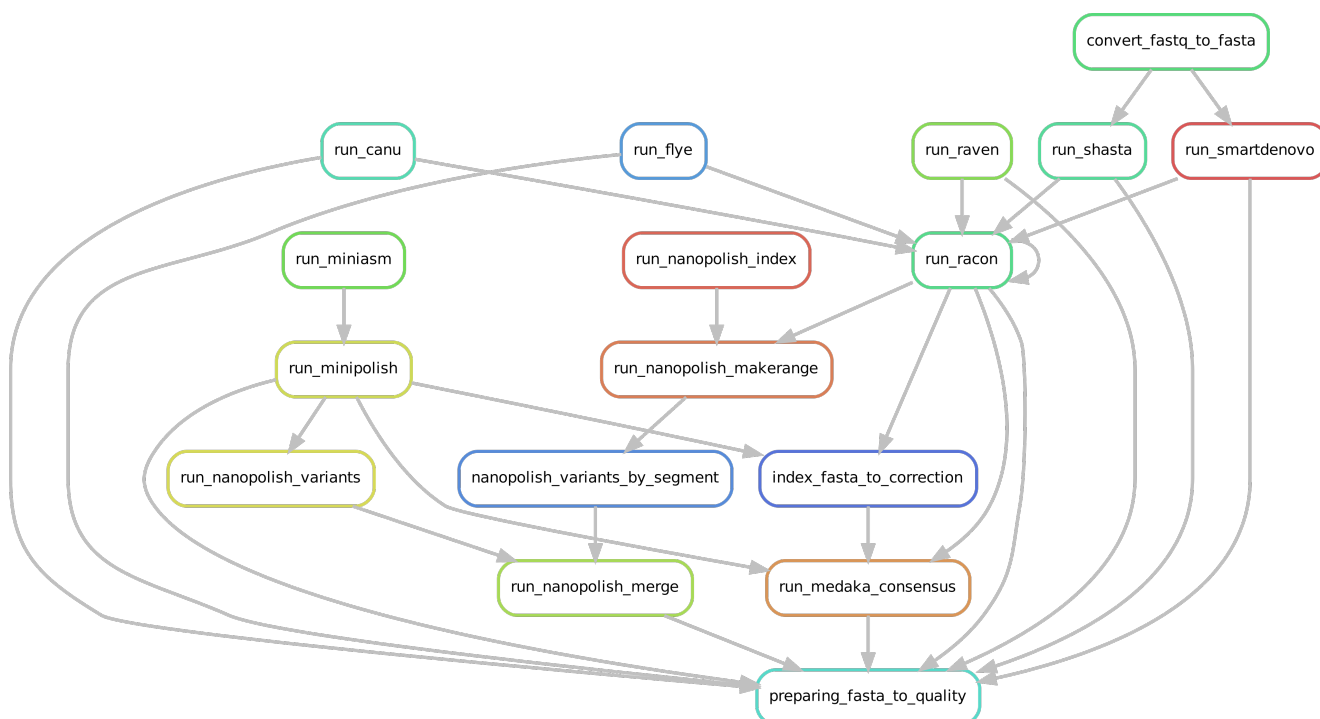 convert_fastq_to_fasta
run_canu
run_flye
run_raven
run_shasta
run_smartdenovo
run_miniasm
run_nanopolish_index
run_racon
run_minipolish
run_nanopolish_makerange
run_nanopolish_variants
nanopolish_variants_by_segment
index_fasta_to_correction
run_nanopolish_merge
run_medaka_consensus
preparing_fasta_to_quality